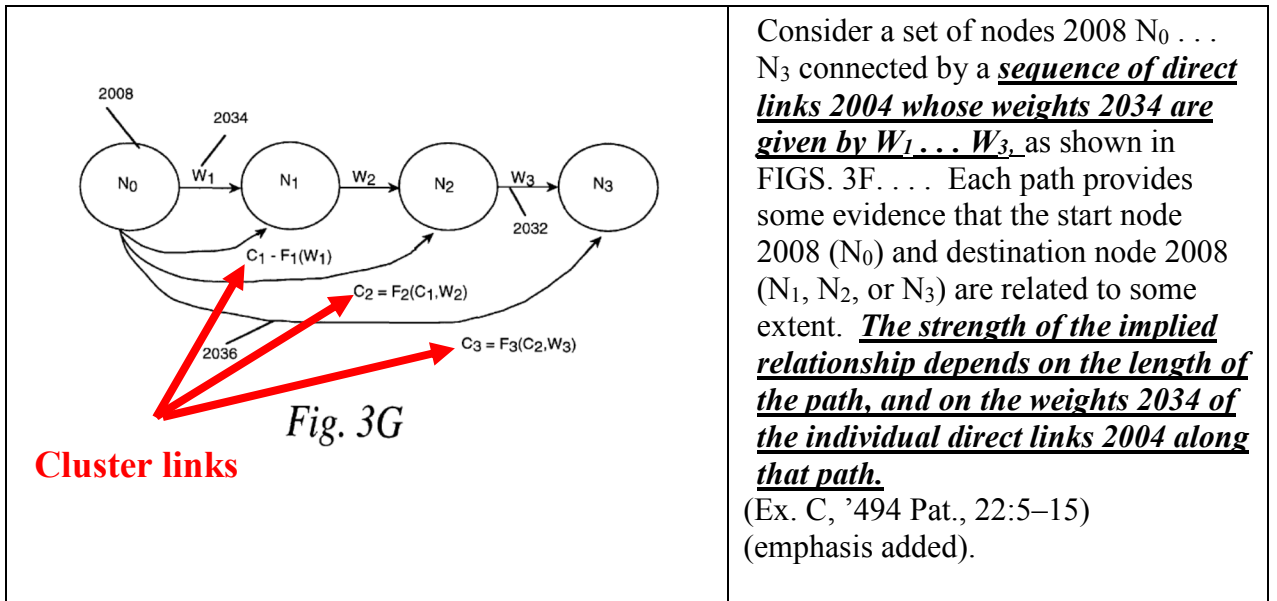 2008
2034
N0
W1
N1
W2
N2
W3
N3
2032
C1 - F1(W1)
C2 = F2(C1,W2)
2036
C3 = F3(C2,W3)
Fig. 3G
Cluster links
Consider a set of nodes 2008 N0 . . .
N3 connected by a sequence of direct
links 2004 whose weights 2034 are
given by W1 . . . W3, as shown in
FIGS. 3F. . . . Each path provides
some evidence that the start node
2008 (N0) and destination node 2008
(N1, N2, or N3) are related to some
extent. The strength of the implied
relationship depends on the length of
the path, and on the weights 2034 of
the individual direct links 2004 along
that path.
(Ex. C, ’494 Pat., 22:5–15)
(emphasis added).